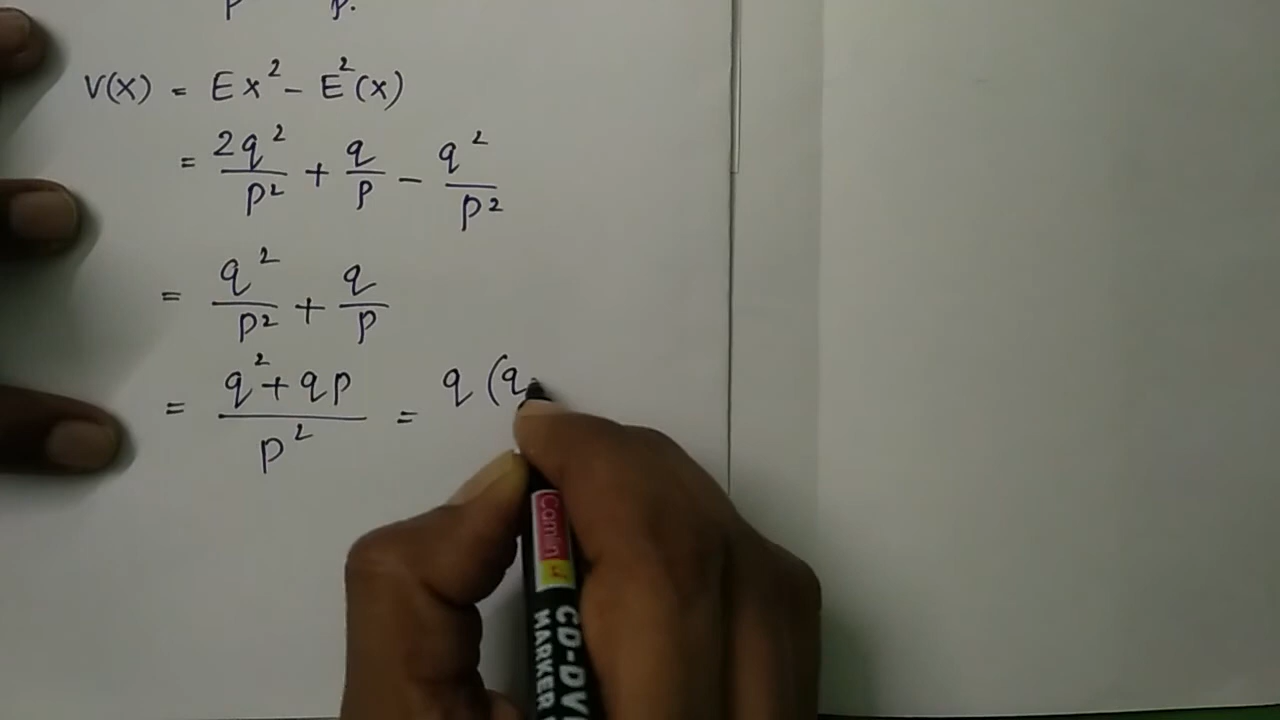 p p.
V(X) = Ex² - E²(x)
= 2q²/p² + q/p - q²/p²
= q²/p² + q/p
= q² + qp / p² = q (q
Camlin
CD-DV
MARKER